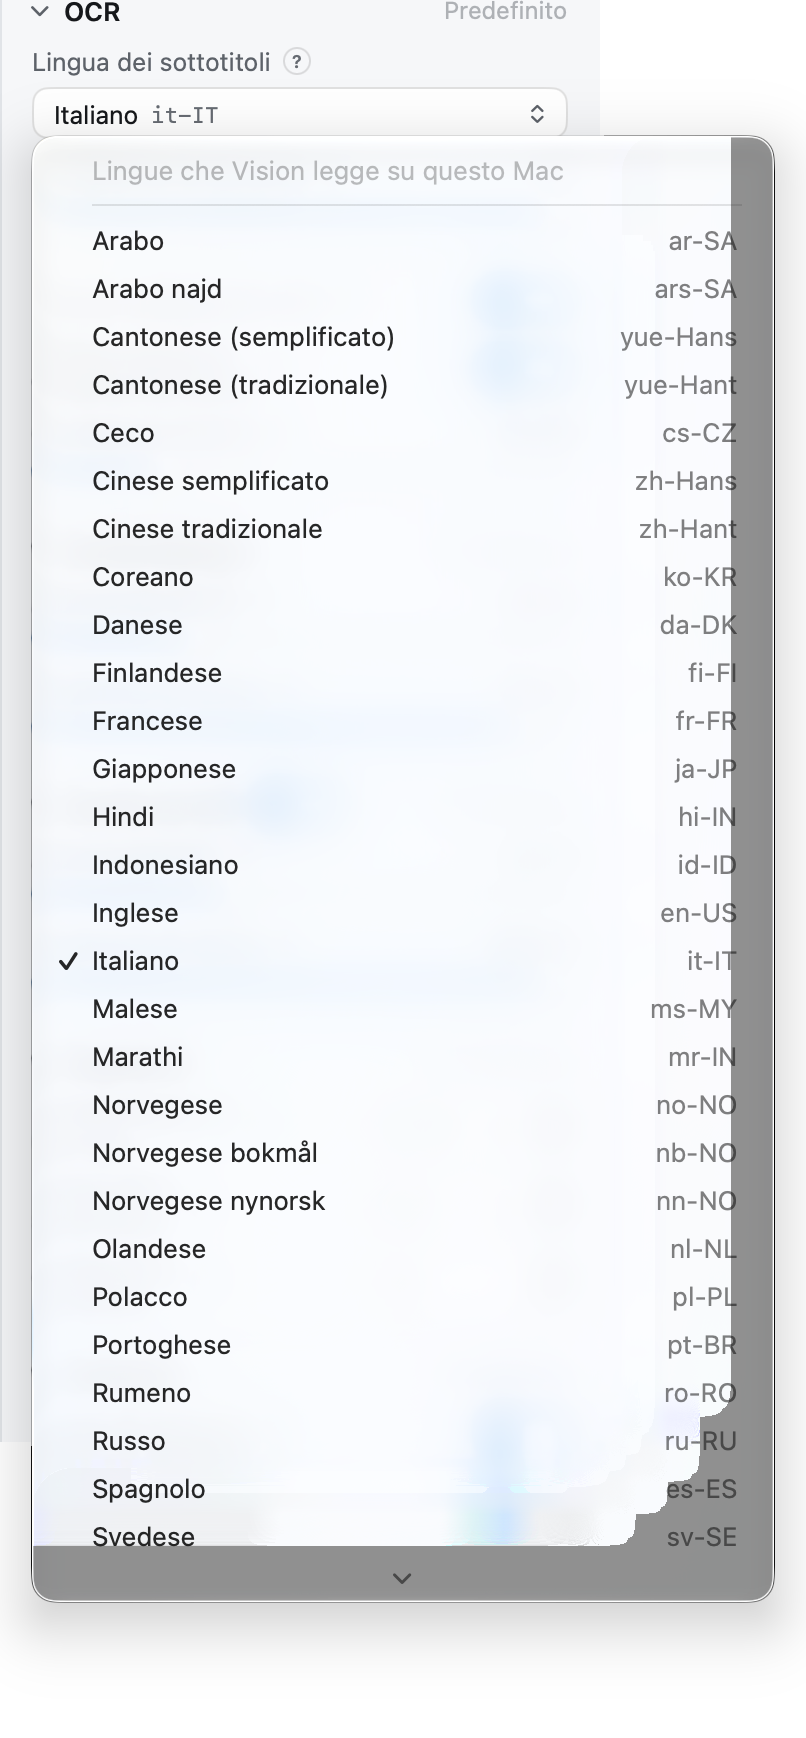 OCR Predefinito
Lingua dei sottotitoli ?
Italiano it-IT
Lingue che Vision legge su questo Mac
Arabo ar-SA
Arabo najd ars-SA
Cantonese (semplificato) yue-Hans
Cantonese (tradizionale) yue-Hant
Ceco cs-CZ
Cinese semplificato zh-Hans
Cinese tradizionale zh-Hant
Coreano ko-KR
Danese da-DK
Finlandese fi-FI
Francese fr-FR
Giapponese ja-JP
Hindi hi-IN
Indonesiano id-ID
Inglese en-US
Italiano it-IT
Malese ms-MY
Marathi mr-IN
Norvegese no-NO
Norvegese bokmål nb-NO
Norvegese nynorsk nn-NO
Olandese nl-NL
Polacco pl-PL
Portoghese pt-BR
Rumeno ro-RO
Russo ru-RU
Spagnolo es-ES
Svedese sv-SE